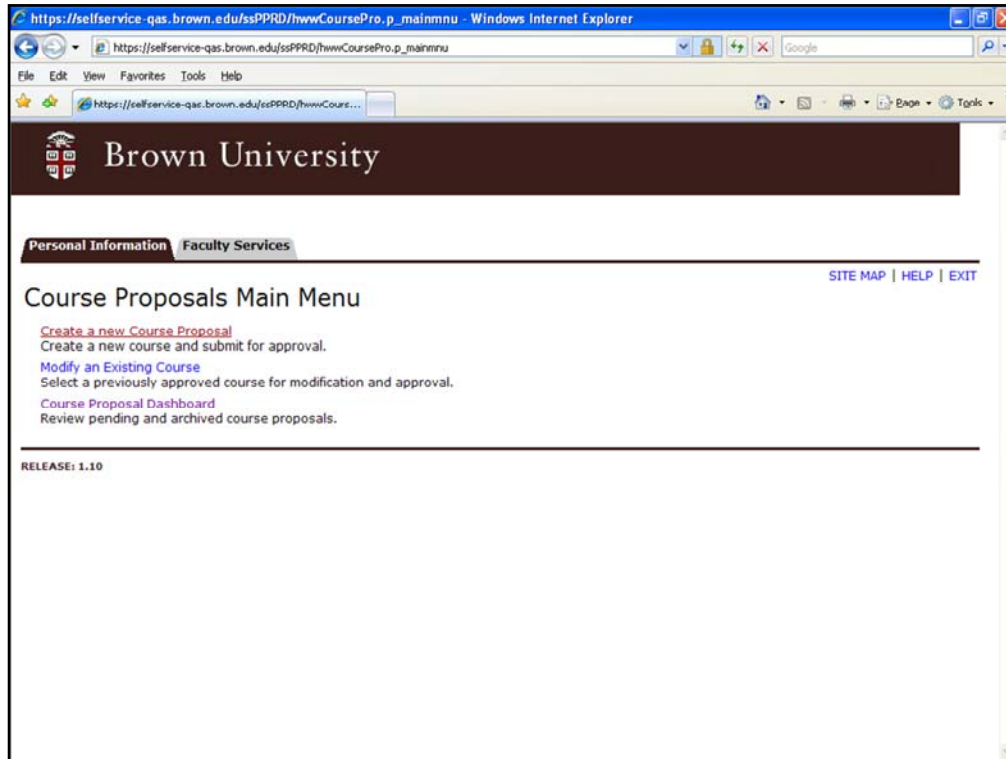 https://selfservice-qas.brown.edu/ssPPRD/hwwCoursePro.p_mainmnu - Windows Internet Explorer
https://selfservice-qas.brown.edu/ssPPRD/hwwCoursePro.p_mainmnu
Google
File Edit View Favorites Tools Help
https://selfservice-qas.brown.edu/ssPPRD/hwwCours...
Page Tools
Brown University
Personal Information Faculty Services
SITE MAP | HELP | EXIT
Course Proposals Main Menu
Create a new Course Proposal
Create a new course and submit for approval.
Modify an Existing Course
Select a previously approved course for modification and approval.
Course Proposal Dashboard
Review pending and archived course proposals.
RELEASE: 1.10